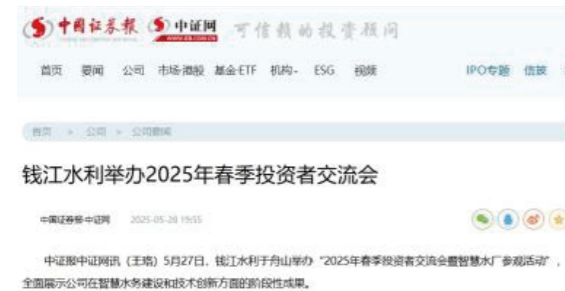 中国证券报 中证网 可信赖的投资顾问
首页 要闻 公司 市场·港股 基金·ETF 机构 ESG 视频 IPO专题 信披
首页 > 公司 > 公司要闻
钱江水利举办2025年春季投资者交流会
中国证券报·中证网 2025-05-28 19:55
中证报中证网讯（王珞）5月27日，钱江水利于舟山举办“2025年春季投资者交流会暨智慧水厂参观活动”，
全面展示公司在智慧水务建设和技术创新方面的阶段性成果。